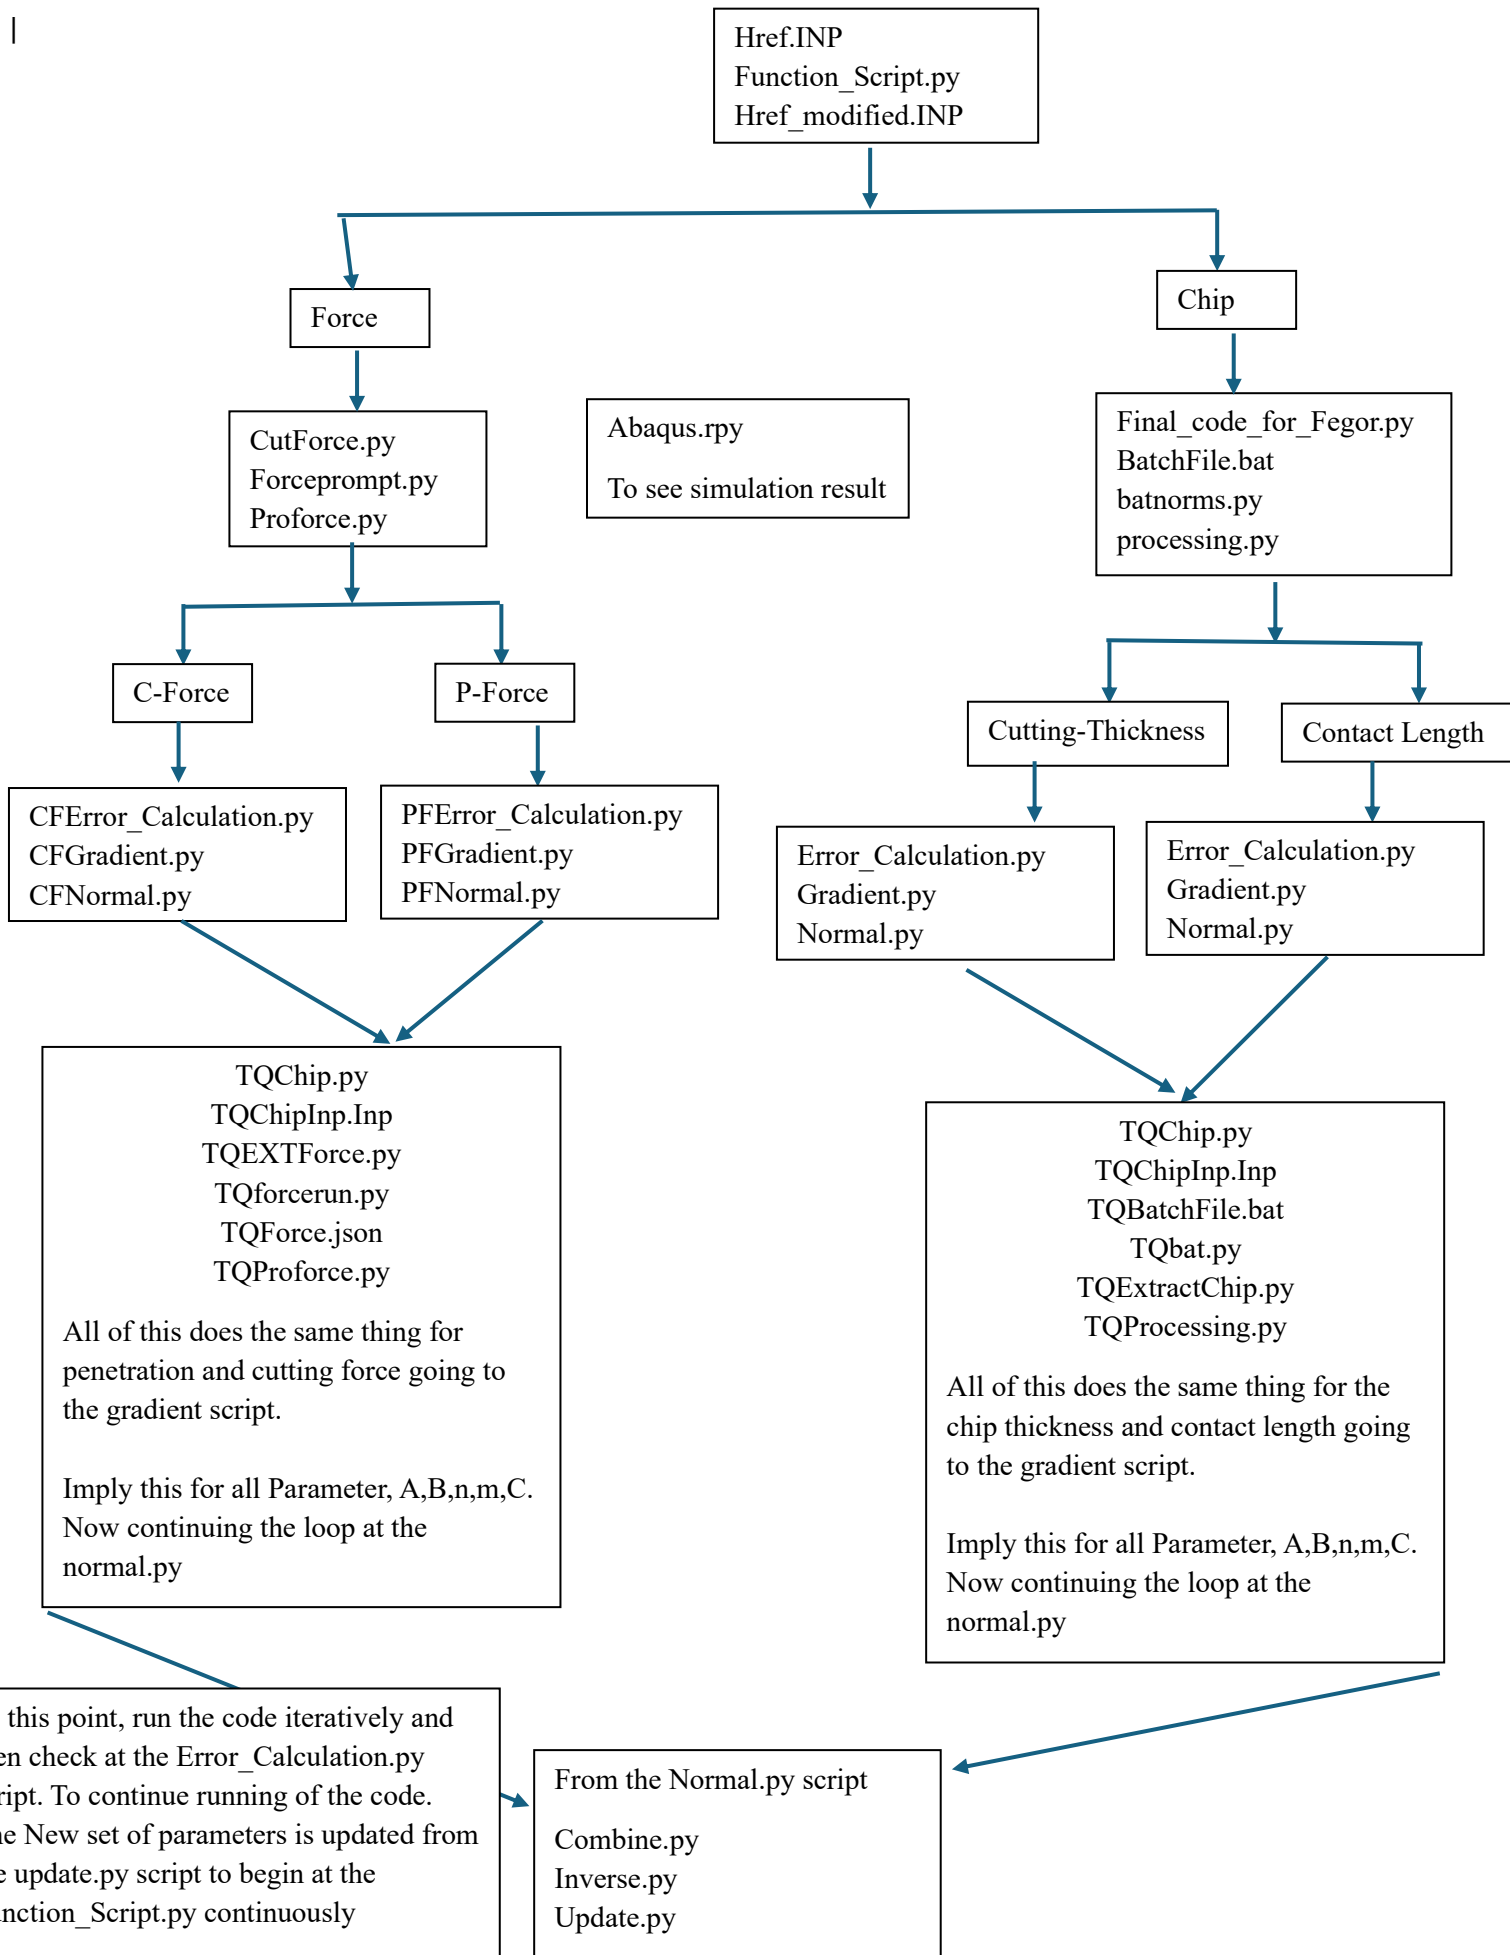 Href.INP
Function_Script.py
Href_modified.INP
Force
Chip
CutForce.py
Forceprompt.py
Proforce.py
Abaqus.rpy
To see simulation result
Final_code_for_Fegor.py
BatchFile.bat
batnorms.py
processing.py
C-Force
P-Force
Cutting-Thickness
Contact Length
CFError_Calculation.py
CFGradient.py
CFNormal.py
PFError_Calculation.py
PFGradient.py
PFNormal.py
Error_Calculation.py
Gradient.py
Normal.py
Error_Calculation.py
Gradient.py
Normal.py
TQChip.py
TQChipInp.Inp
TQEXTForce.py
TQforcerun.py
TQForce.json
TQProforce.py
All of this does the same thing for
penetration and cutting force going to
the gradient script.
Imply this for all Parameter, A,B,n,m,C.
Now continuing the loop at the
normal.py
TQChip.py
TQChipInp.Inp
TQBatchFile.bat
TQbat.py
TQExtractChip.py
TQProcessing.py
All of this does the same thing for the
chip thickness and contact length going
to the gradient script.
Imply this for all Parameter, A,B,n,m,C.
Now continuing the loop at the
normal.py
this point, run the code iteratively and
check at the Error_Calculation.py
To continue running of the code.
New set of parameters is updated from
update.py script to begin at the
continuously
From the Normal.py script
Combine.py
Inverse.py
Update.py